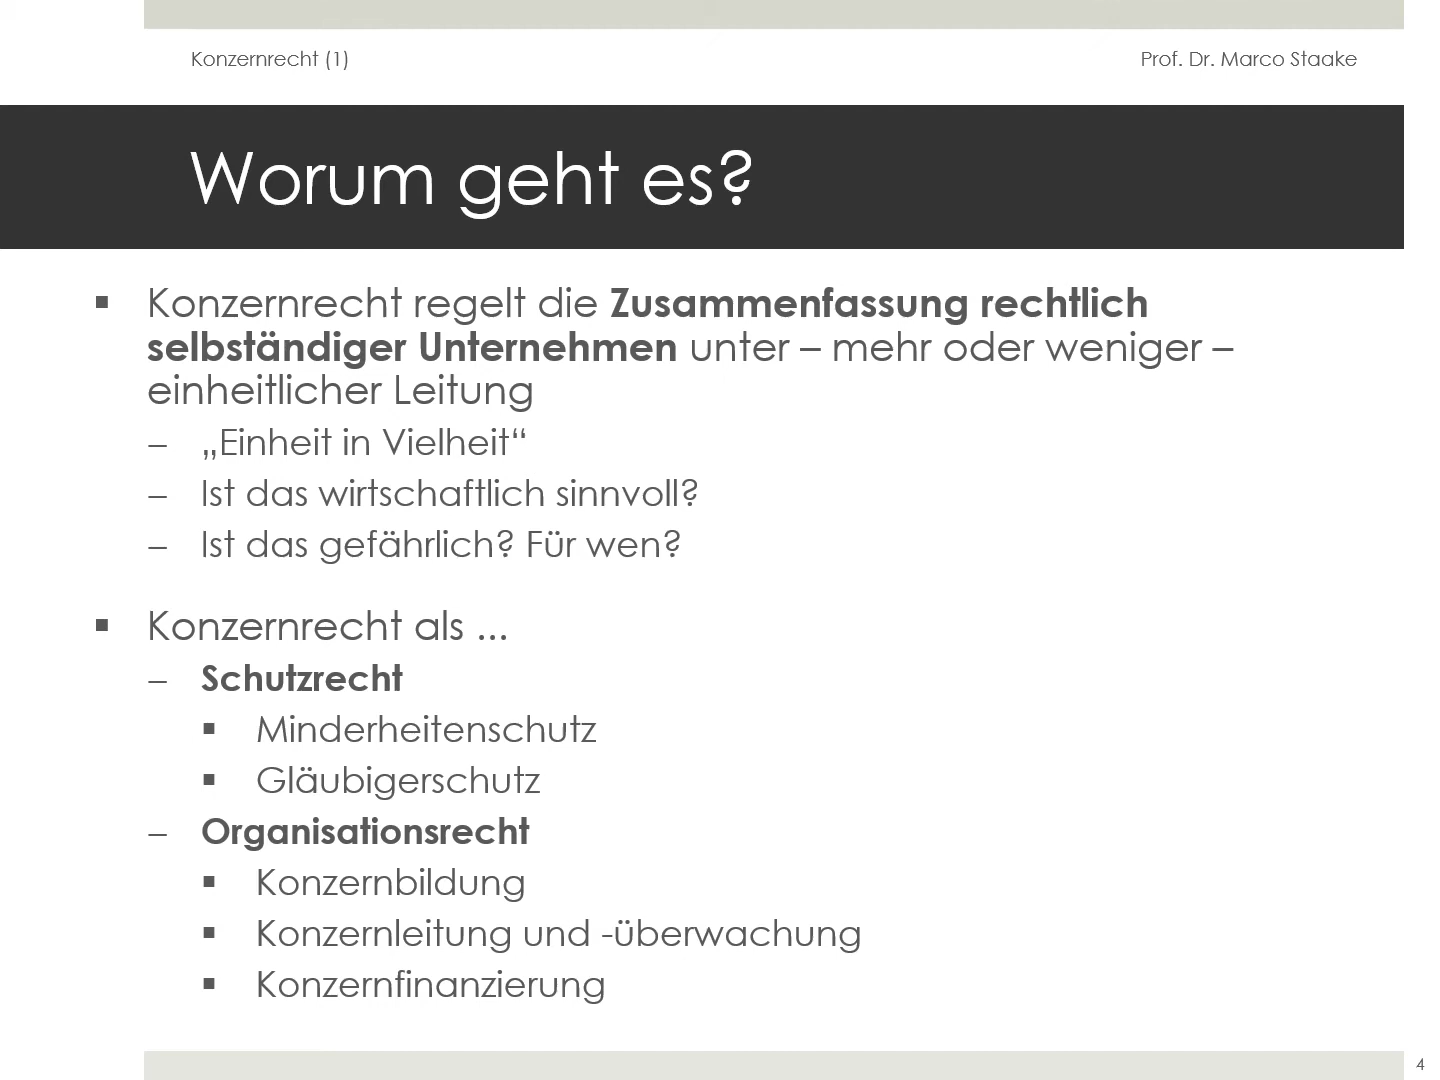 Konzernrecht (1)
Prof. Dr. Marco Staake
Worum geht es?
▪ Konzernrecht regelt die Zusammenfassung rechtlich
selbständiger Unternehmen unter – mehr oder weniger –
einheitlicher Leitung
– „Einheit in Vielheit“
– Ist das wirtschaftlich sinnvoll?
– Ist das gefährlich? Für wen?
▪ Konzernrecht als ...
– Schutzrecht
▪ Minderheitenschutz
▪ Gläubigerschutz
– Organisationsrecht
▪ Konzernbildung
▪ Konzernleitung und -überwachung
▪ Konzernfinanzierung
4